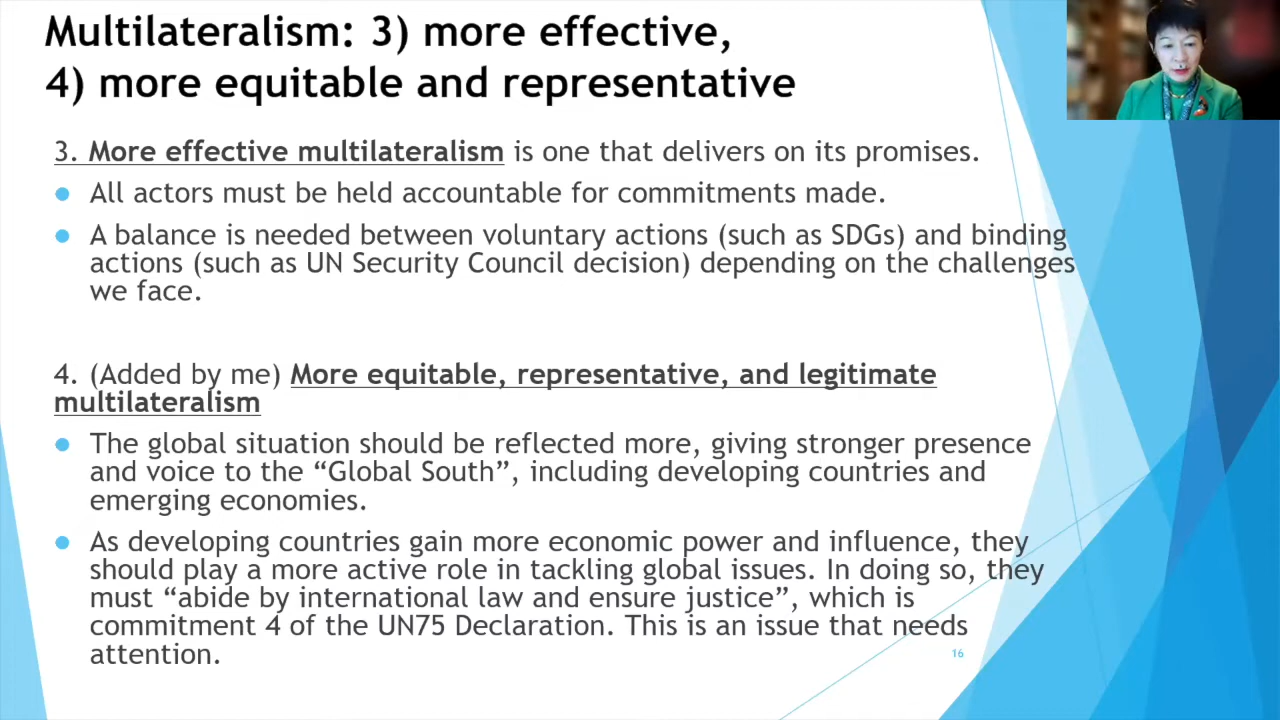 Multilateralism: 3) more effective,
4) more equitable and representative
3. More effective multilateralism is one that delivers on its promises.
All actors must be held accountable for commitments made.
A balance is needed between voluntary actions (such as SDGs) and binding
actions (such as UN Security Council decision) depending on the challenges
we face.
4. (Added by me) More equitable, representative, and legitimate
multilateralism
The global situation should be reflected more, giving stronger presence
and voice to the “Global South”, including developing countries and
emerging economies.
As developing countries gain more economic power and influence, they
should play a more active role in tackling global issues. In doing so, they
must “abide by international law and ensure justice”, which is
commitment 4 of the UN75 Declaration. This is an issue that needs
attention.
16